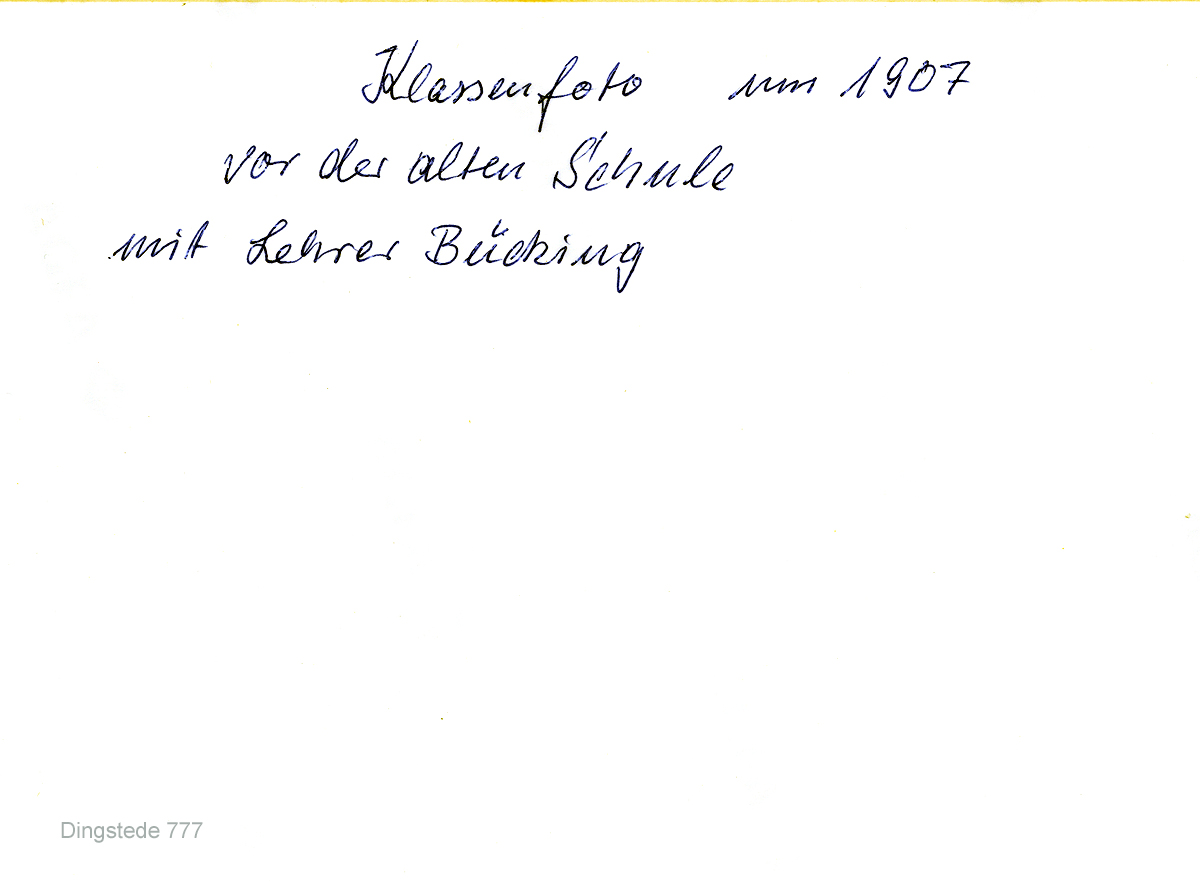 Klassenfoto um 1907
vor der alten Schule
mit Lehrer Bücking
Dingstede 777